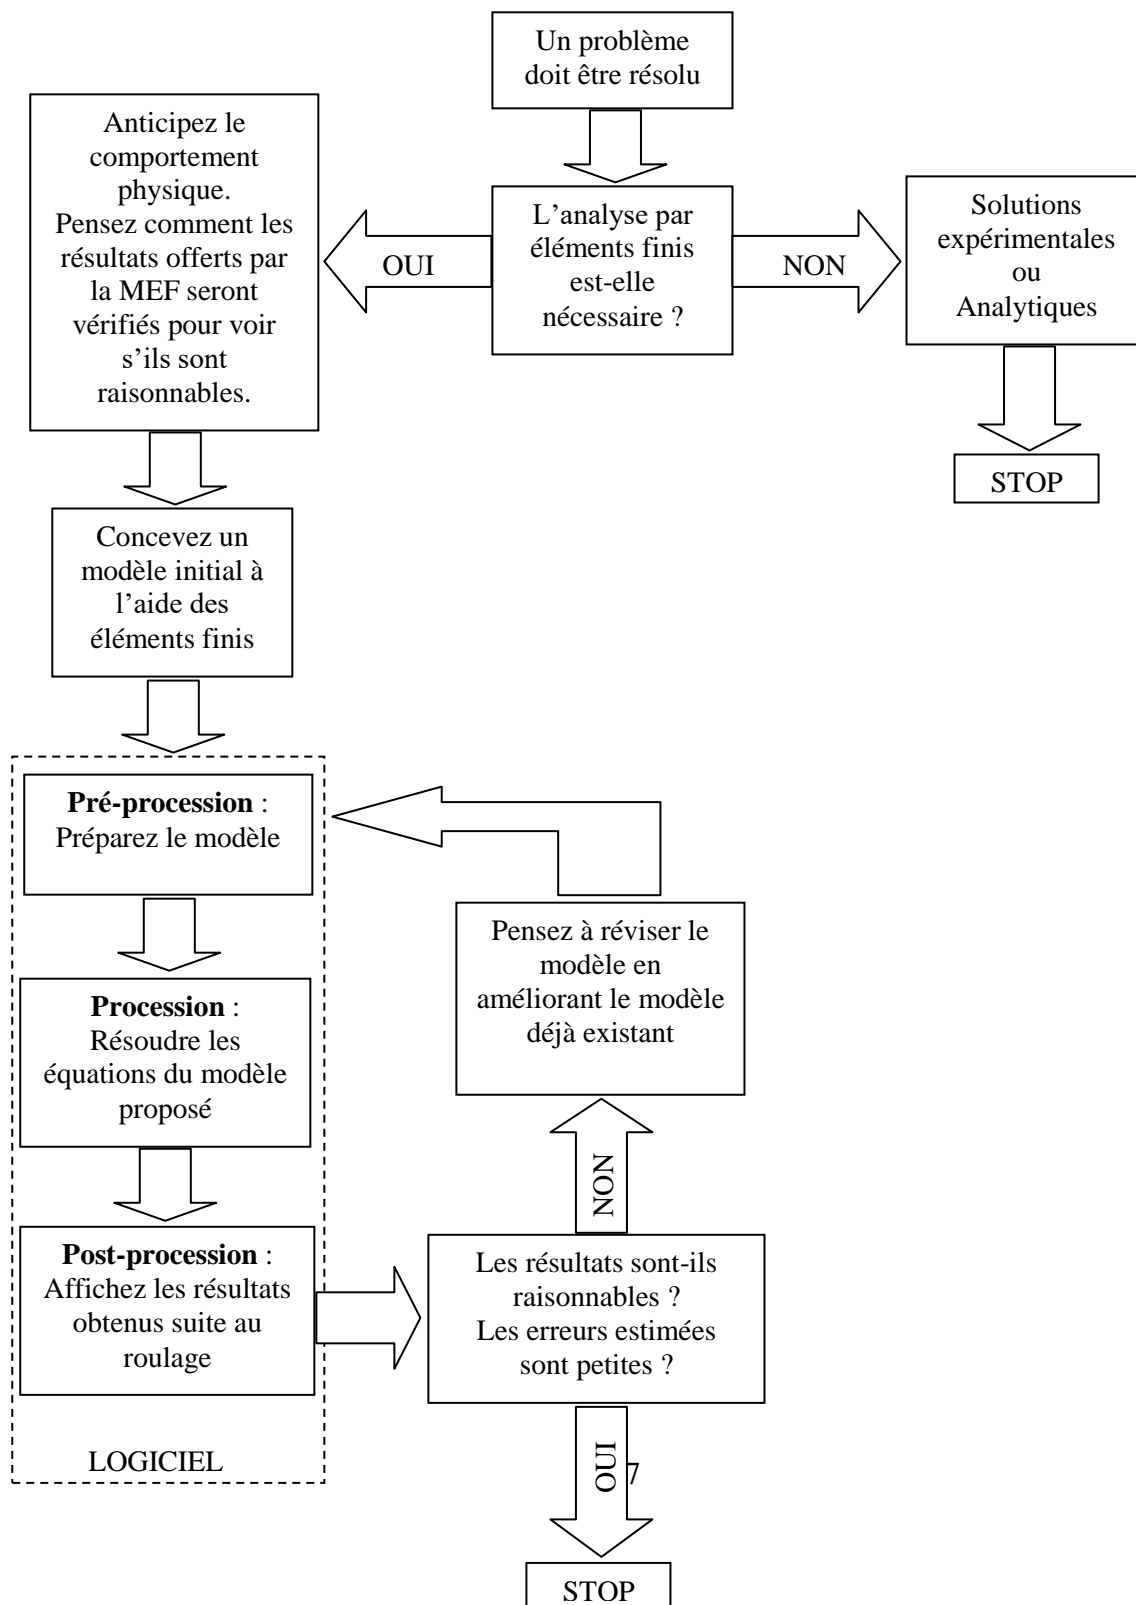 Un problème
doit être résolu
Anticipez le
comportement
physique.
Pensez comment les
résultats offerts par
la MEF seront
vérifiés pour voir
s’ils sont
raisonnables.
OUI
L’analyse par
éléments finis
est-elle
nécessaire ?
NON
Solutions
expérimentales
ou
Analytiques
STOP
Concevez un
modèle initial à
l’aide des
éléments finis
Pré-procession :
Préparez le modèle
Procession :
Résoudre les
équations du modèle
proposé
Post-procession :
Affichez les résultats
obtenus suite au
roulage
LOGICIEL
Pensez à réviser le
modèle en
améliorant le modèle
déjà existant
NON
Les résultats sont-ils
raisonnables ?
Les erreurs estimées
sont petites ?
OUI
7
STOP